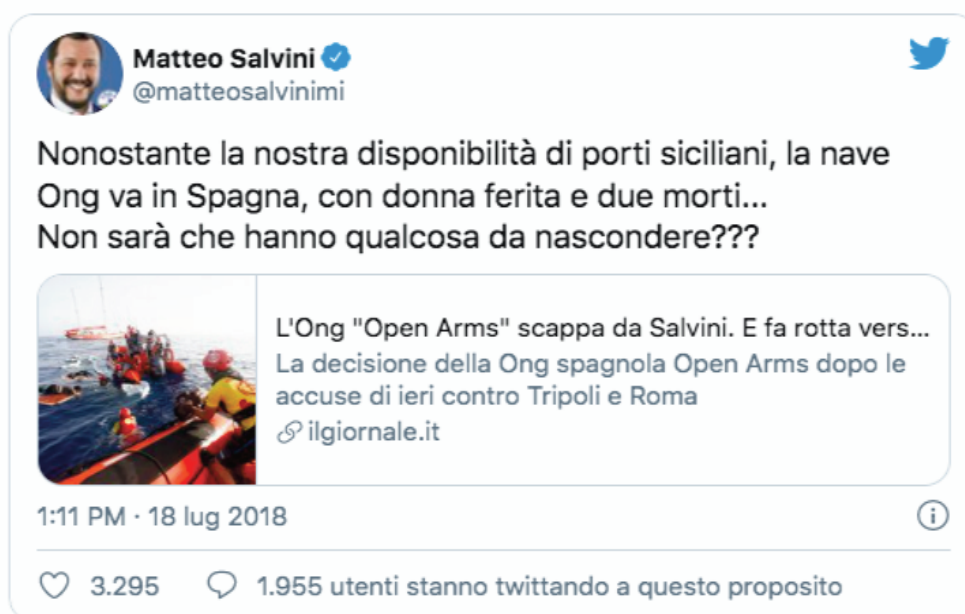 Matteo Salvini
@matteosalvinimi
Nonostante la nostra disponibilità di porti siciliani, la nave
Ong va in Spagna, con donna ferita e due morti...
Non sarà che hanno qualcosa da nascondere???
L'Ong "Open Arms" scappa da Salvini. E fa rotta vers...
La decisione della Ong spagnola Open Arms dopo le
accuse di ieri contro Tripoli e Roma
ilgiornale.it
1:11 PM · 18 lug 2018
3.295 1.955 utenti stanno twittando a questo proposito